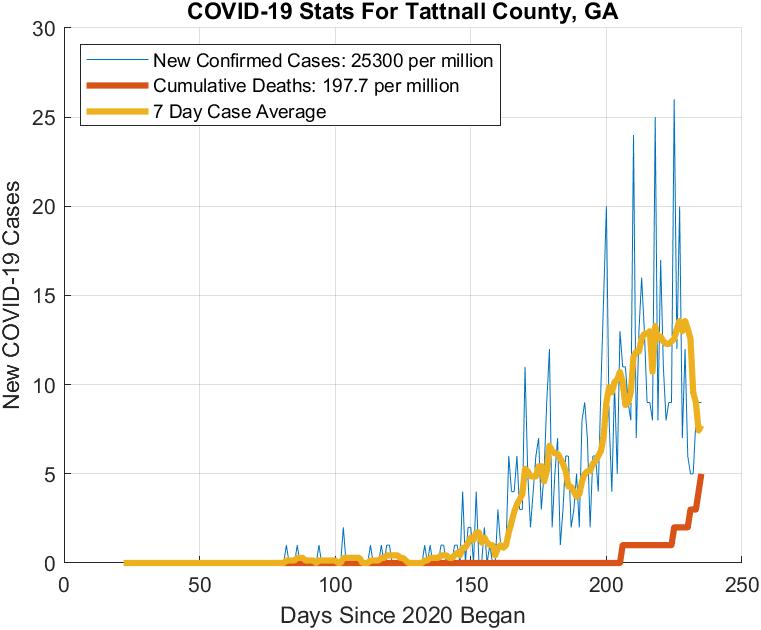 COVID-19 Stats For Tattnall County, GA
30
25
20
15
10
5
0
New COVID-19 Cases
New Confirmed Cases: 25300 per million
Cumulative Deaths: 197.7 per million
7 Day Case Average
0 50 100 150 200 250
Days Since 2020 Began